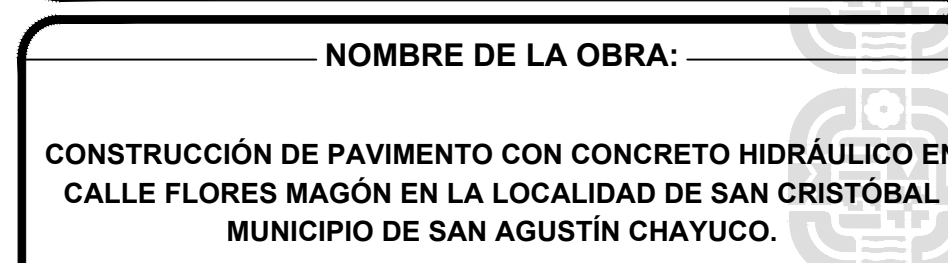 NOMBRE DE LA OBRA:
CONSTRUCCIÓN DE PAVIMENTO CON CONCRETO HIDRÁULICO EN
CALLE FLORES MAGÓN EN LA LOCALIDAD DE SAN CRISTÓBAL
MUNICIPIO DE SAN AGUSTÍN CHAYUCO.